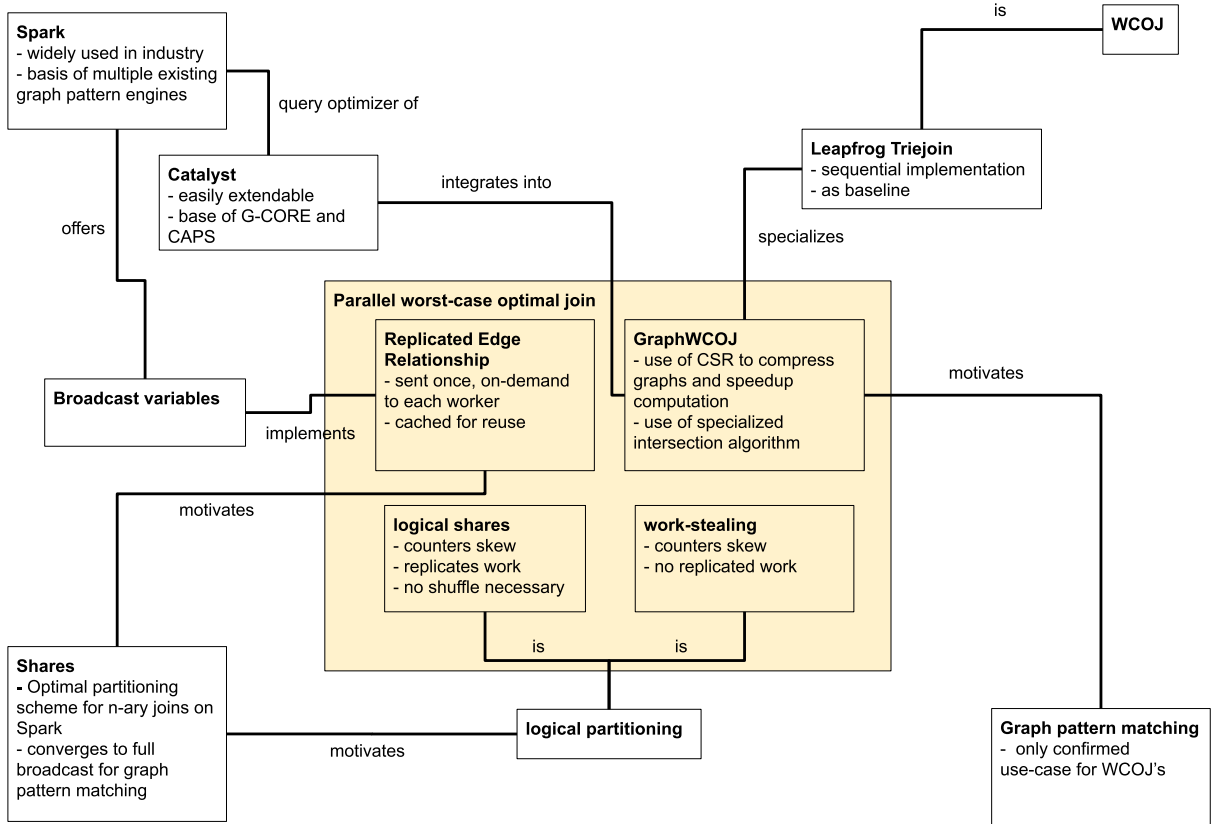 Spark
- widely used in industry
- basis of multiple existing
graph pattern engines
is
WCOJ
query optimizer of
Catalyst
- easily extendable
- base of G-CORE and
CAPS
integrates into
Leapfrog Triejoin
- sequential implementation
- as baseline
offers
specializes
Parallel worst-case optimal join
Replicated Edge
Relationship
- sent once, on-demand
to each worker
- cached for reuse
GraphWCOJ
- use of CSR to compress
graphs and speedup
computation
- use of specialized
intersection algorithm
motivates
Broadcast variables
implements
motivates
logical shares
- counters skew
- replicates work
- no shuffle necessary
work-stealing
- counters skew
- no replicated work
is
is
Shares
- Optimal partitioning
scheme for n-ary joins on
Spark
- converges to full
broadcast for graph
pattern matching
motivates
logical partitioning
Graph pattern matching
- only confirmed
use-case for WCOJ's